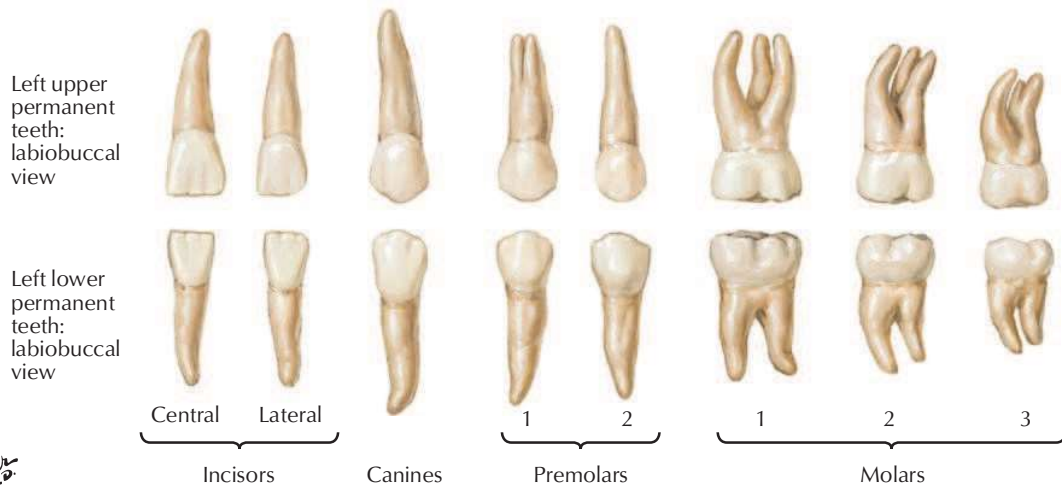 Left upper
permanent
teeth:
labiobuccal
view
Left lower
permanent
teeth:
labiobuccal
view
Central Lateral 1 2 1 2 3
Incisors Canines Premolars Molars